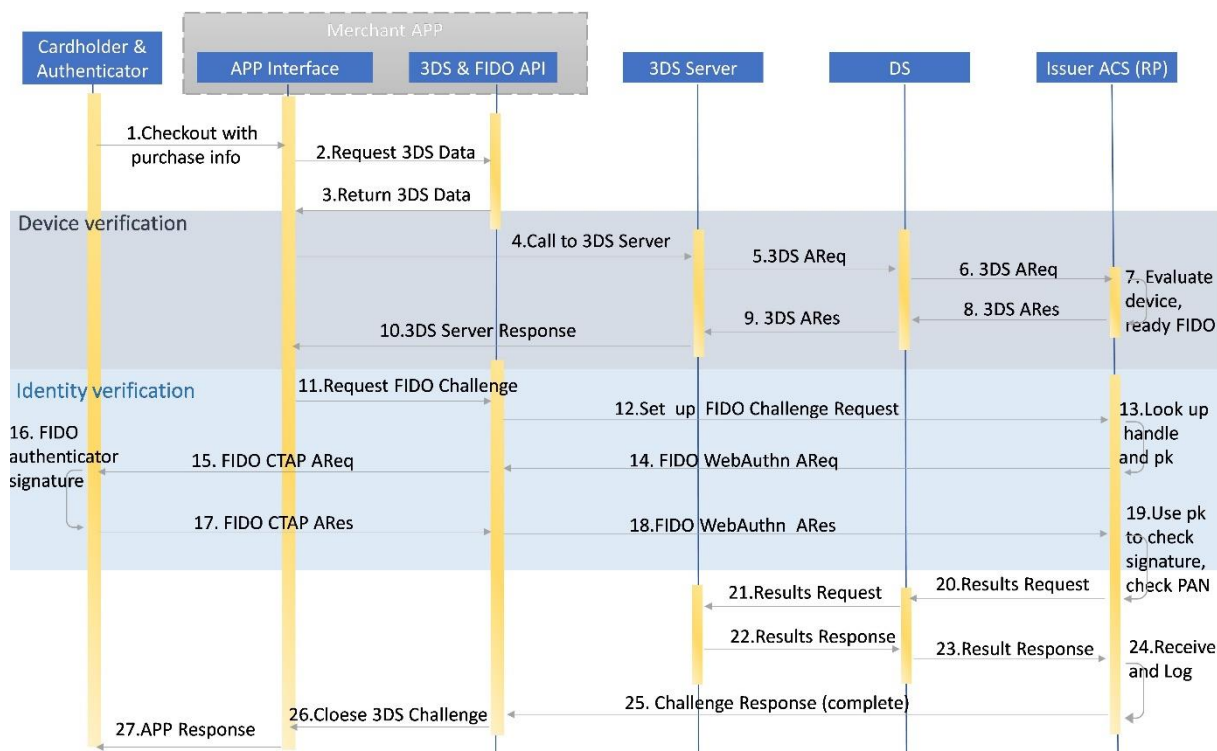 Merchant APP
Cardholder &
Authenticator
APP Interface
3DS & FIDO API
3DS Server
DS
Issuer ACS (RP)
1.Checkout with
purchase info
2.Request 3DS Data
3.Return 3DS Data
Device verification
4.Call to 3DS Server
5.3DS AReq
6. 3DS AReq
7. Evaluate
device,
ready FIDO
8. 3DS ARes
9. 3DS ARes
10.3DS Server Response
Identity verification
11.Request FIDO Challenge
12.Set up FIDO Challenge Request
13.Look up
handle
and pk
14. FIDO WebAuthn AReq
15. FIDO CTAP AReq
16. FIDO
authenticator
signature
17. FIDO CTAP ARes
18.FIDO WebAuthn ARes
19.Use pk
to check
signature,
check PAN
20.Results Request
21.Results Request
22.Results Response
23.Result Response
24.Receive
and Log
25. Challenge Response (complete)
26.Cloese 3DS Challenge
27.APP Response